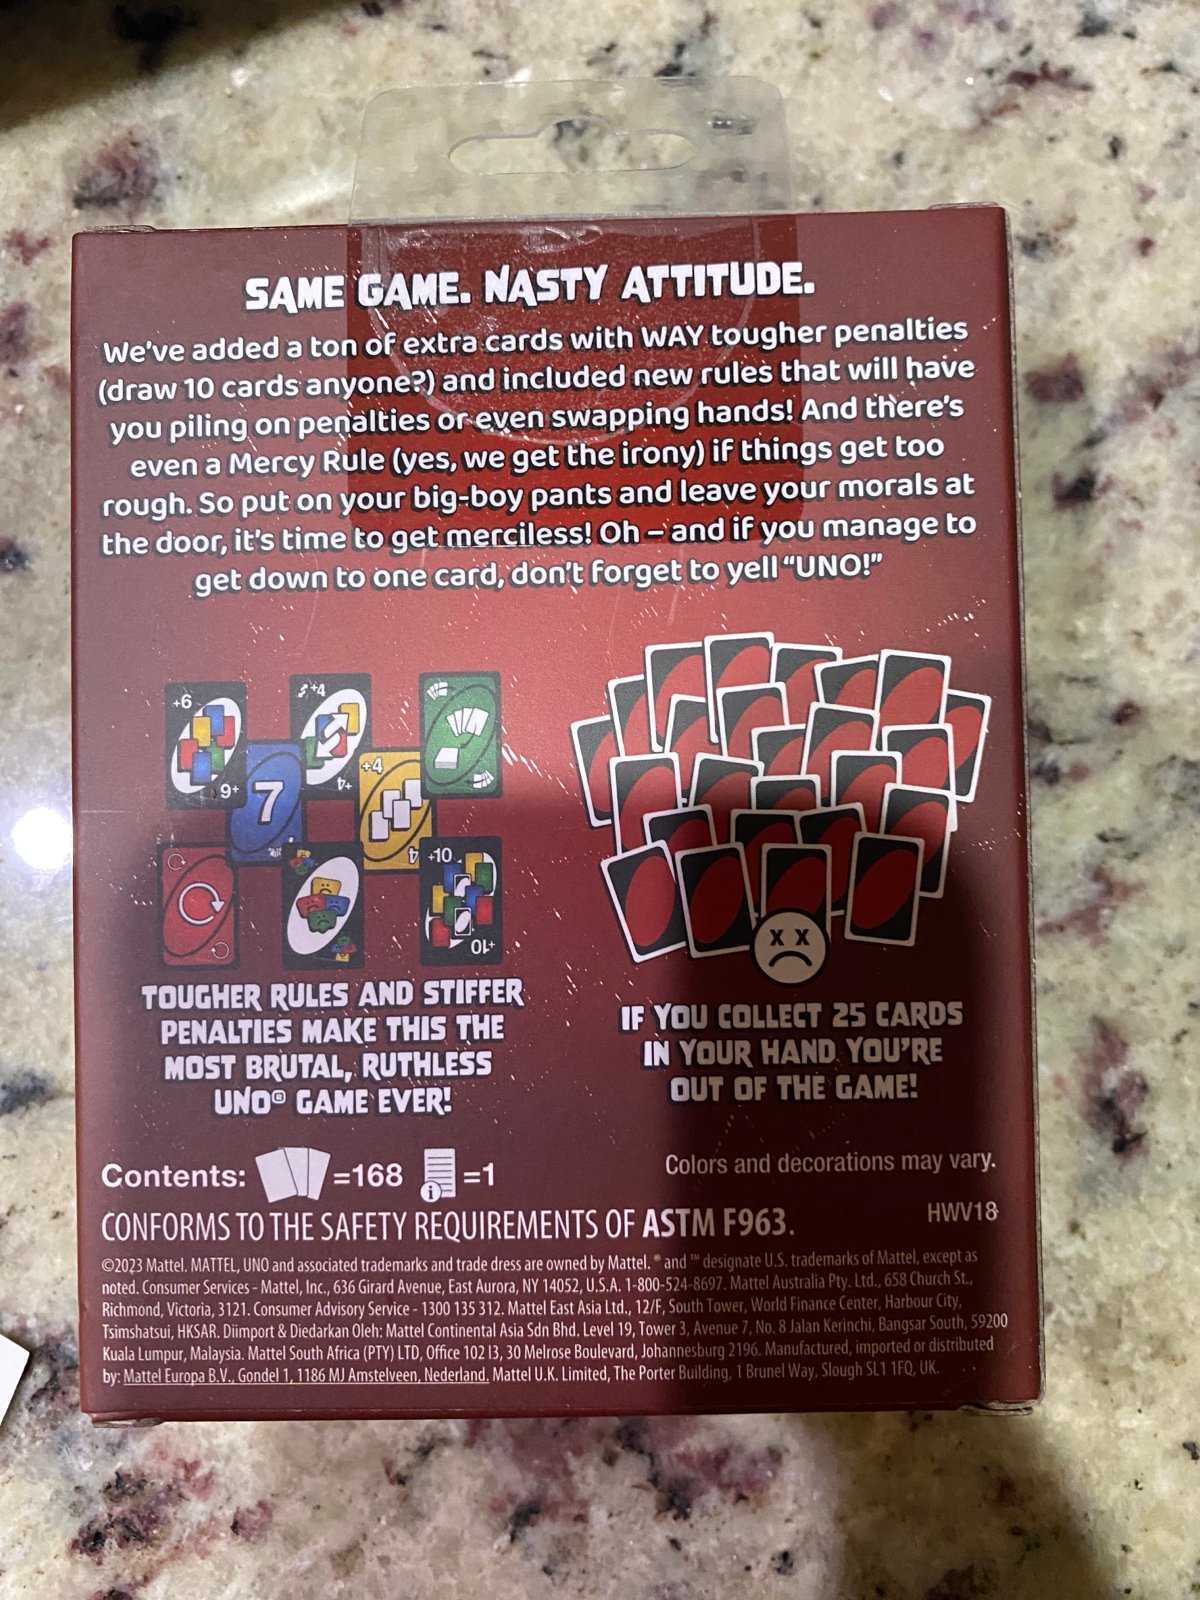 SAME GAME. NASTY ATTITUDE.
We've added a ton of extra cards with WAY tougher penalties
(draw 10 cards anyone?) and included new rules that will have
you piling on penalties or even swapping hands! And there's
even a Mercy Rule (yes, we get the irony) if things get too
rough. So put on your big-boy pants and leave your morals at
the door, it's time to get merciless! Oh – and if you manage to
get down to one card, don't forget to yell “UNO!”
+6
+6
+4
+4
7
+4
4
+10
+10
TOUGHER RULES AND STIFFER
PENALTIES MAKE THIS THE
MOST BRUTAL, RUTHLESS
UNO® GAME EVER!
X X
IF YOU COLLECT 25 CARDS
IN YOUR HAND YOU'RE
OUT OF THE GAME!
Contents: =168 i =1
Colors and decorations may vary.
CONFORMS TO THE SAFETY REQUIREMENTS OF ASTM F963.
HWV18
©2023 Mattel. MATTEL, UNO and associated trademarks and trade dress are owned by Mattel. ® and ™ designate U.S. trademarks of Mattel, except as
noted. Consumer Services - Mattel, Inc., 636 Girard Avenue, East Aurora, NY 14052, U.S.A. 1-800-524-8697. Mattel Australia Pty. Ltd., 658 Church St.,
Richmond, Victoria, 3121. Consumer Advisory Service - 1300 135 312. Mattel East Asia Ltd., 12/F, South Tower, World Finance Center, Harbour City,
Tsimshatsui, HKSAR. Diimport & Diedarkan Oleh: Mattel Continental Asia Sdn Bhd. Level 19, Tower 3, Avenue 7, No. 8 Jalan Kerinchi, Bangsar South, 59200
Kuala Lumpur, Malaysia. Mattel South Africa (PTY) LTD, Office 102 I3, 30 Melrose Boulevard, Johannesburg 2196. Manufactured, imported or distributed
by: Mattel Europa B.V., Gondel 1, 1186 MJ Amstelveen, Nederland. Mattel U.K. Limited, The Porter Building, 1 Brunel Way, Slough SL1 1FQ, UK.